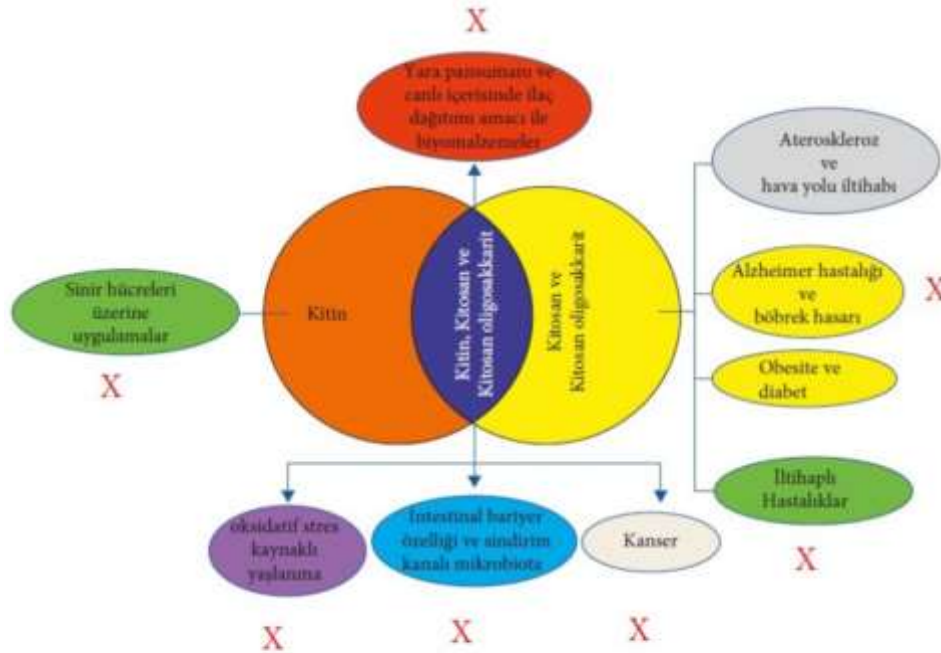 X
Yara pansumanı ve
canlı içerisinde ilaç
dağıtımı amacı ile
biyomalzemeler
Ateroskleroz
ve
hava yolu iltihabı
Alzheimer hastalığı
ve
böbrek hasarı
X
Sinir hücreleri
üzerine
uygulamalar
X
Kitin
Kitin, Kitosan ve
Kitosan oligosakkarit
Kitosan ve
Kitosan oligosakkarit
Obesite ve
diabet
İltihaplı
Hastalıklar
X
oksidatif stres
kaynaklı
yaşlanma
X
Intestinal bariyer
özelliği ve sindirim
kanalı mikrobiota
X
Kanser
X